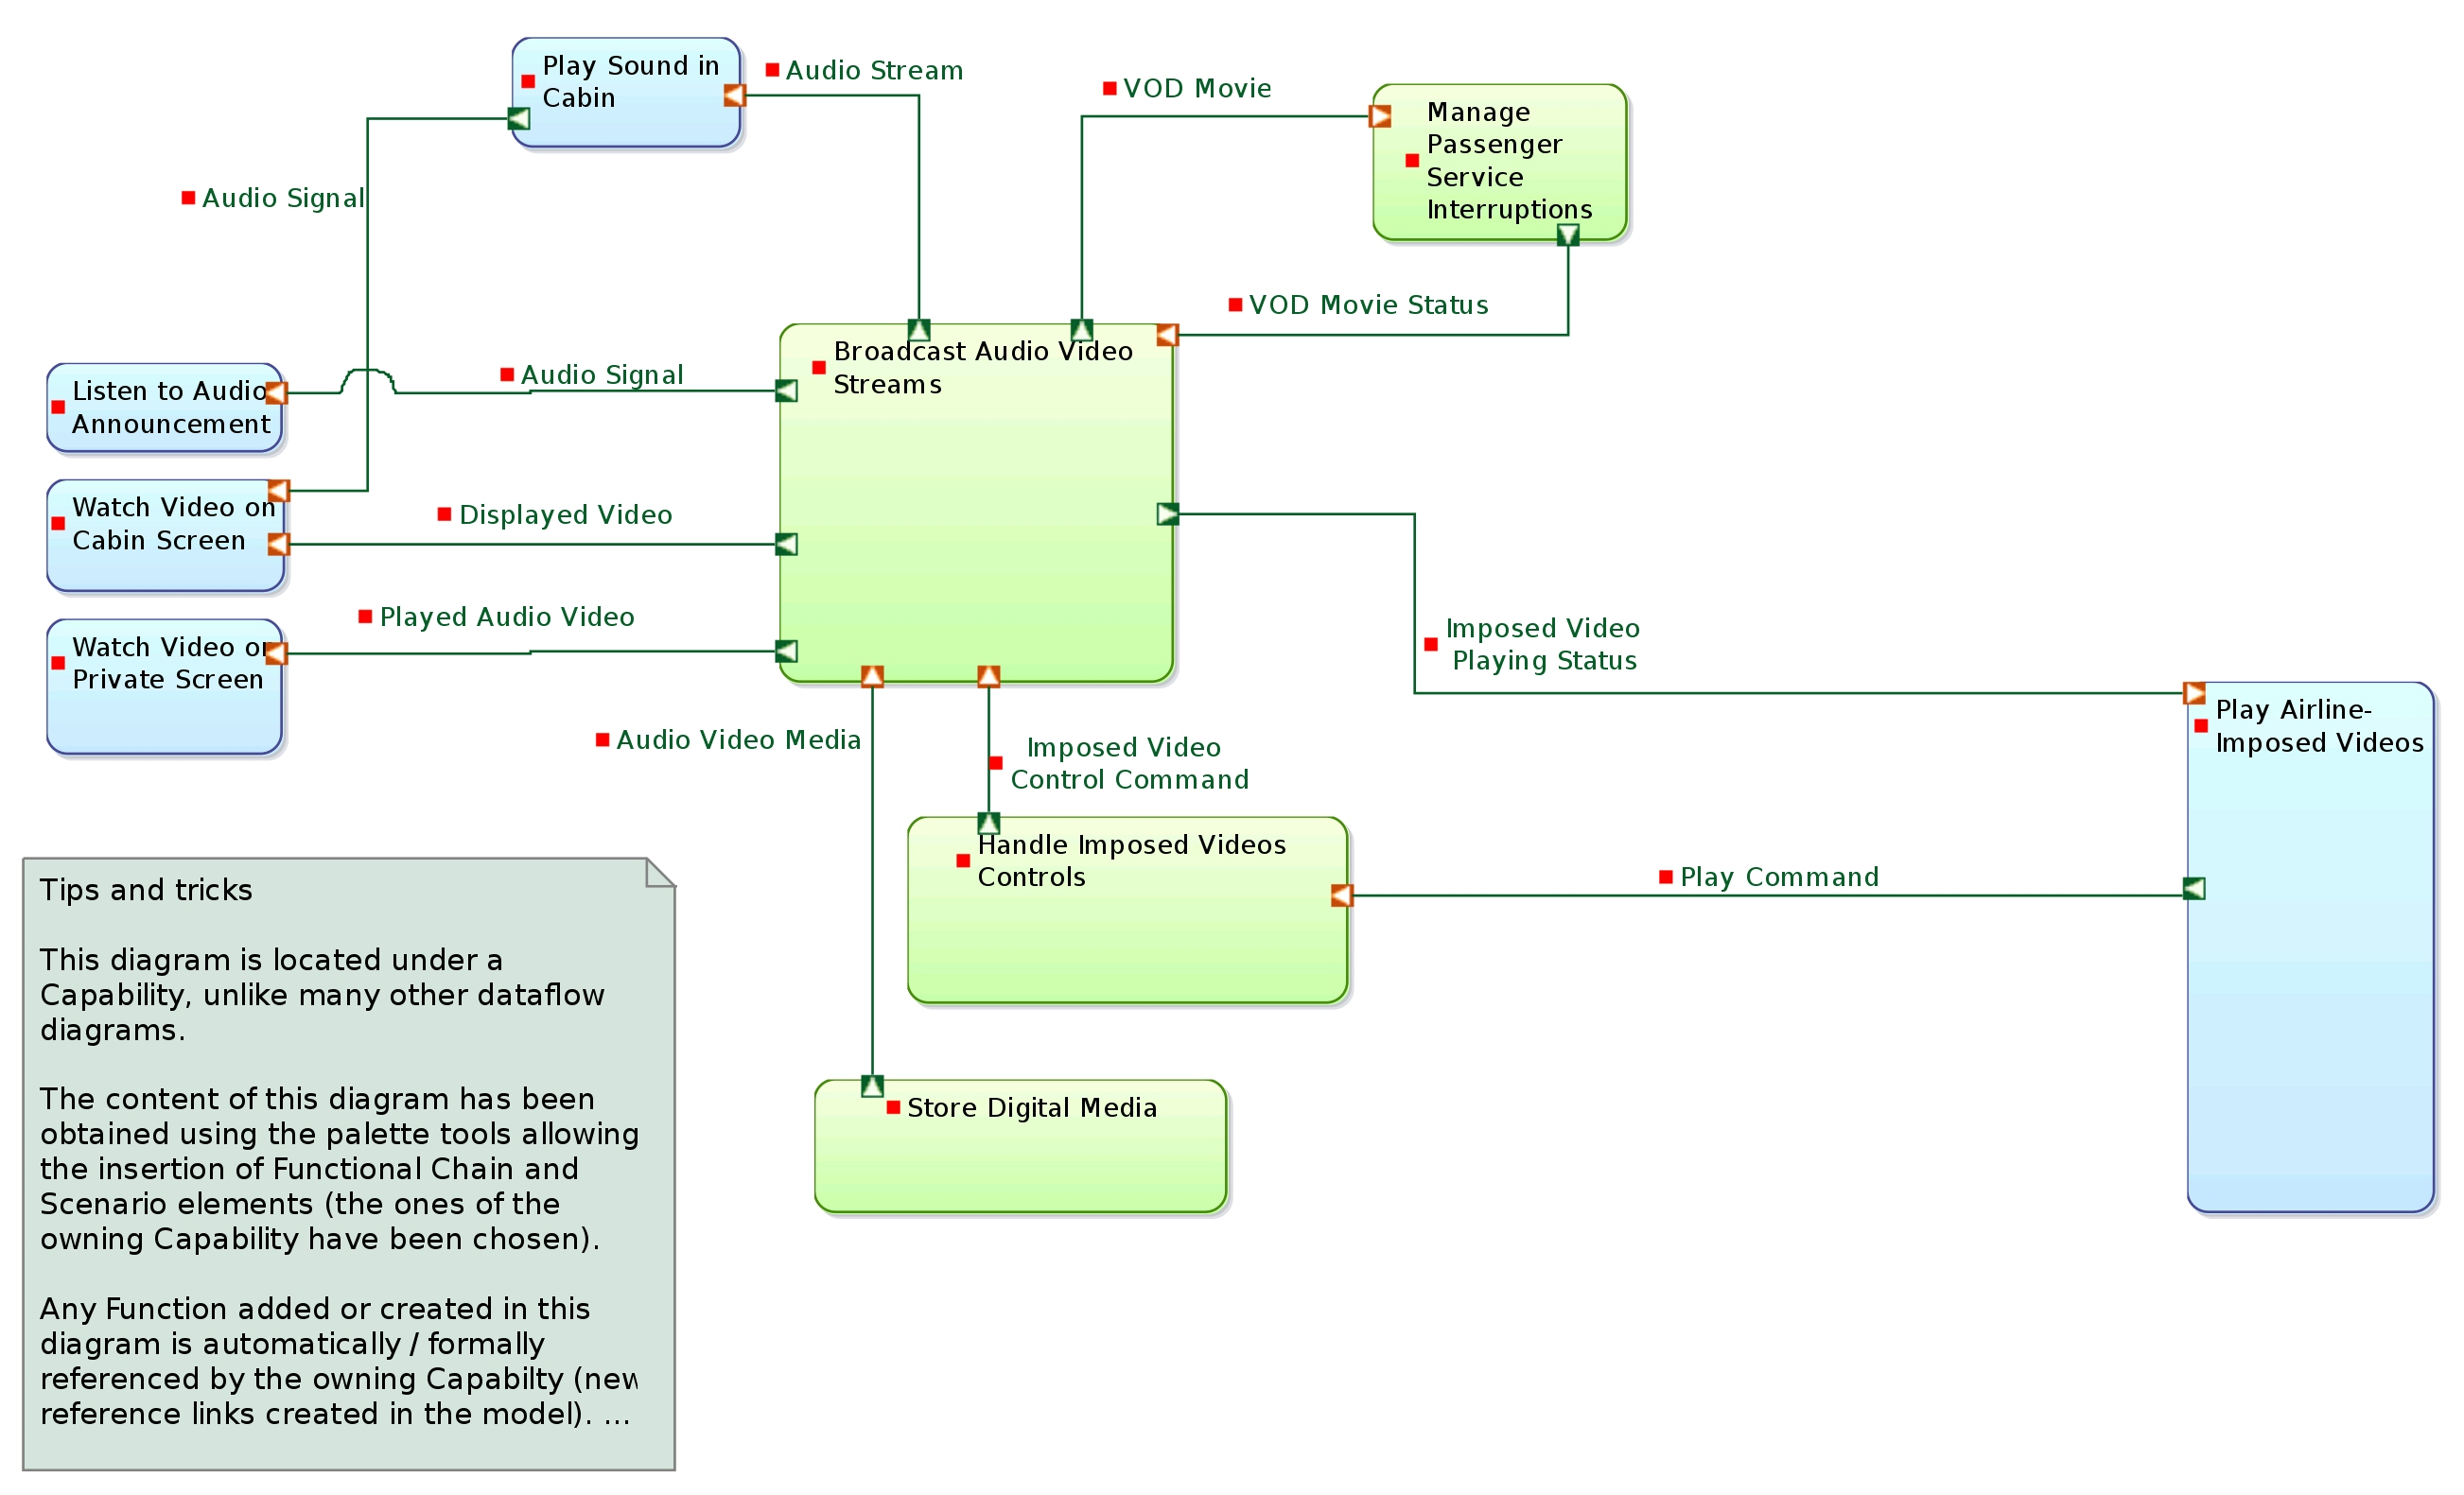 Play Sound in
Cabin
Audio Stream
VOD Movie
Manage
Passenger
Service
Interruptions
Audio Signal
VOD Movie Status
Broadcast Audio Video
Streams
Listen to Audio
Announcement
Audio Signal
Watch Video on
Cabin Screen
Displayed Video
Played Audio Video
Watch Video on
Private Screen
Imposed Video
Playing Status
Play Airline-
Imposed Videos
Audio Video Media
Imposed Video
Control Command
Handle Imposed Videos
Controls
Play Command
Store Digital Media
Tips and tricks
This diagram is located under a
Capability, unlike many other dataflow
diagrams.
The content of this diagram has been
obtained using the palette tools allowing
the insertion of Functional Chain and
Scenario elements (the ones of the
owning Capability have been chosen).
Any Function added or created in this
diagram is automatically / formally
referenced by the owning Capabilty (new
reference links created in the model). ...